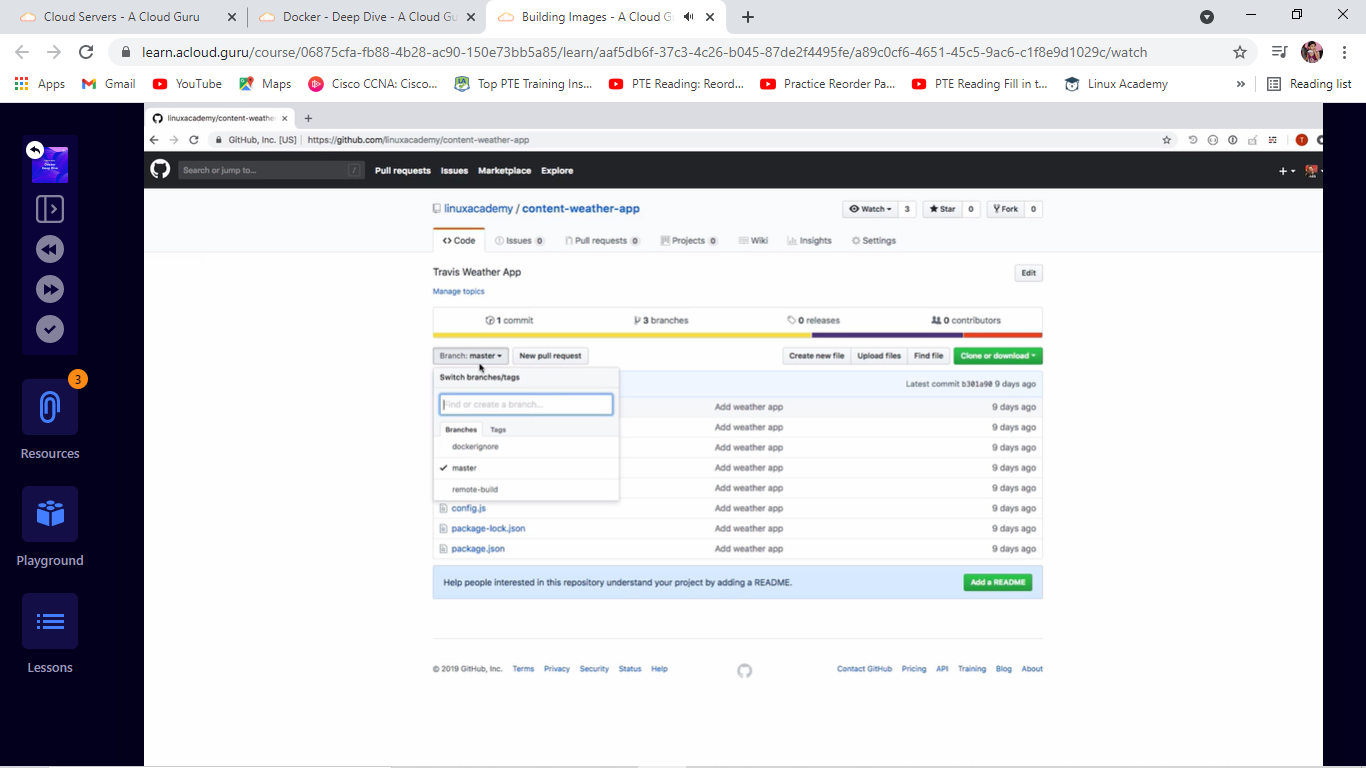 Cloud Servers - A Cloud Guru
Docker - Deep Dive - A Cloud Gu
Building Images - A Cloud G
learn.acloud.guru/course/06875cfa-fb88-4b28-ac90-150e73bb5a85/learn/aaf5db6f-37c3-4c26-b045-87de2f4495fe/a89c0cf6-4651-45c5-9ac6-c1f8e9d1029c/watch
Apps Gmail YouTube Maps Cisco CCNA: Cisco... Top PTE Training Ins... PTE Reading: Reord... Practice Reorder Pa... PTE Reading Fill in t... Linux Academy » Reading list
linuxacademy/content-weathe
GitHub, Inc. [US] https://github.com/linuxacademy/content-weather-app
Search or jump to... / Pull requests Issues Marketplace Explore
linuxacademy / content-weather-app Watch 3 Star 0 Fork 0
Code Issues 0 Pull requests 0 Projects 0 Wiki Insights Settings
Travis Weather App Edit
Manage topics
1 commit 3 branches 0 releases 0 contributors
Branch: master New pull request Create new file Upload files Find file Clone or download
Switch branches/tags
Latest commit b301a90 9 days ago
Find or create a branch...
Add weather app 9 days ago
Add weather app 9 days ago
Branches Tags
dockerignore Add weather app 9 days ago
master Add weather app 9 days ago
remote-build Add weather app 9 days ago
config.js Add weather app 9 days ago
package-lock.json Add weather app 9 days ago
package.json Add weather app 9 days ago
Help people interested in this repository understand your project by adding a README. Add a README
© 2019 GitHub, Inc. Terms Privacy Security Status Help Contact GitHub Pricing API Training Blog About
Docker
Deep Dive
3
Resources
Playground
Lessons